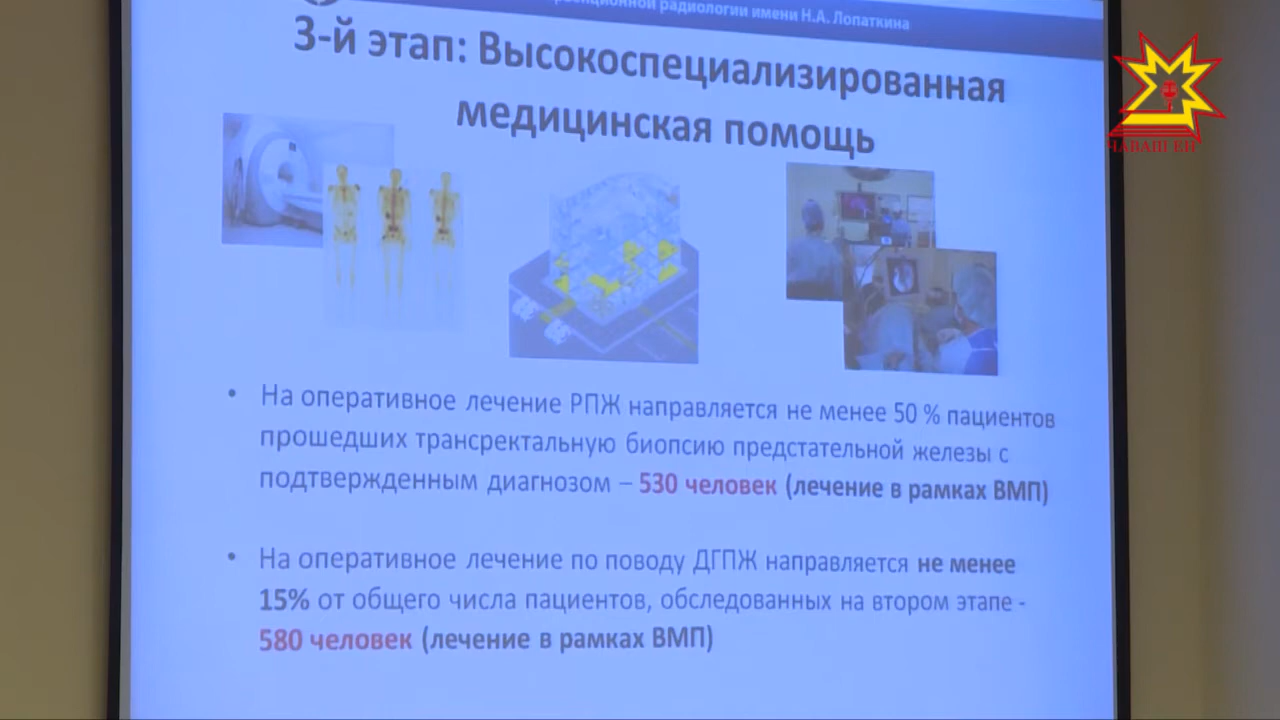 радиологии имени Н.А. Лопаткина
3-й этап: Высокоспециализированная
медицинская помощь
ЧӐВАШ ЕН
• На оперативное лечение РПЖ направляется не менее 50 % пациентов
прошедших трансректальную биопсию предстательной железы с
подтвержденным диагнозом – 530 человек (лечение в рамках ВМП)
• На оперативное лечение по поводу ДГПЖ направляется не менее
15% от общего числа пациентов, обследованных на втором этапе -
580 человек (лечение в рамках ВМП)